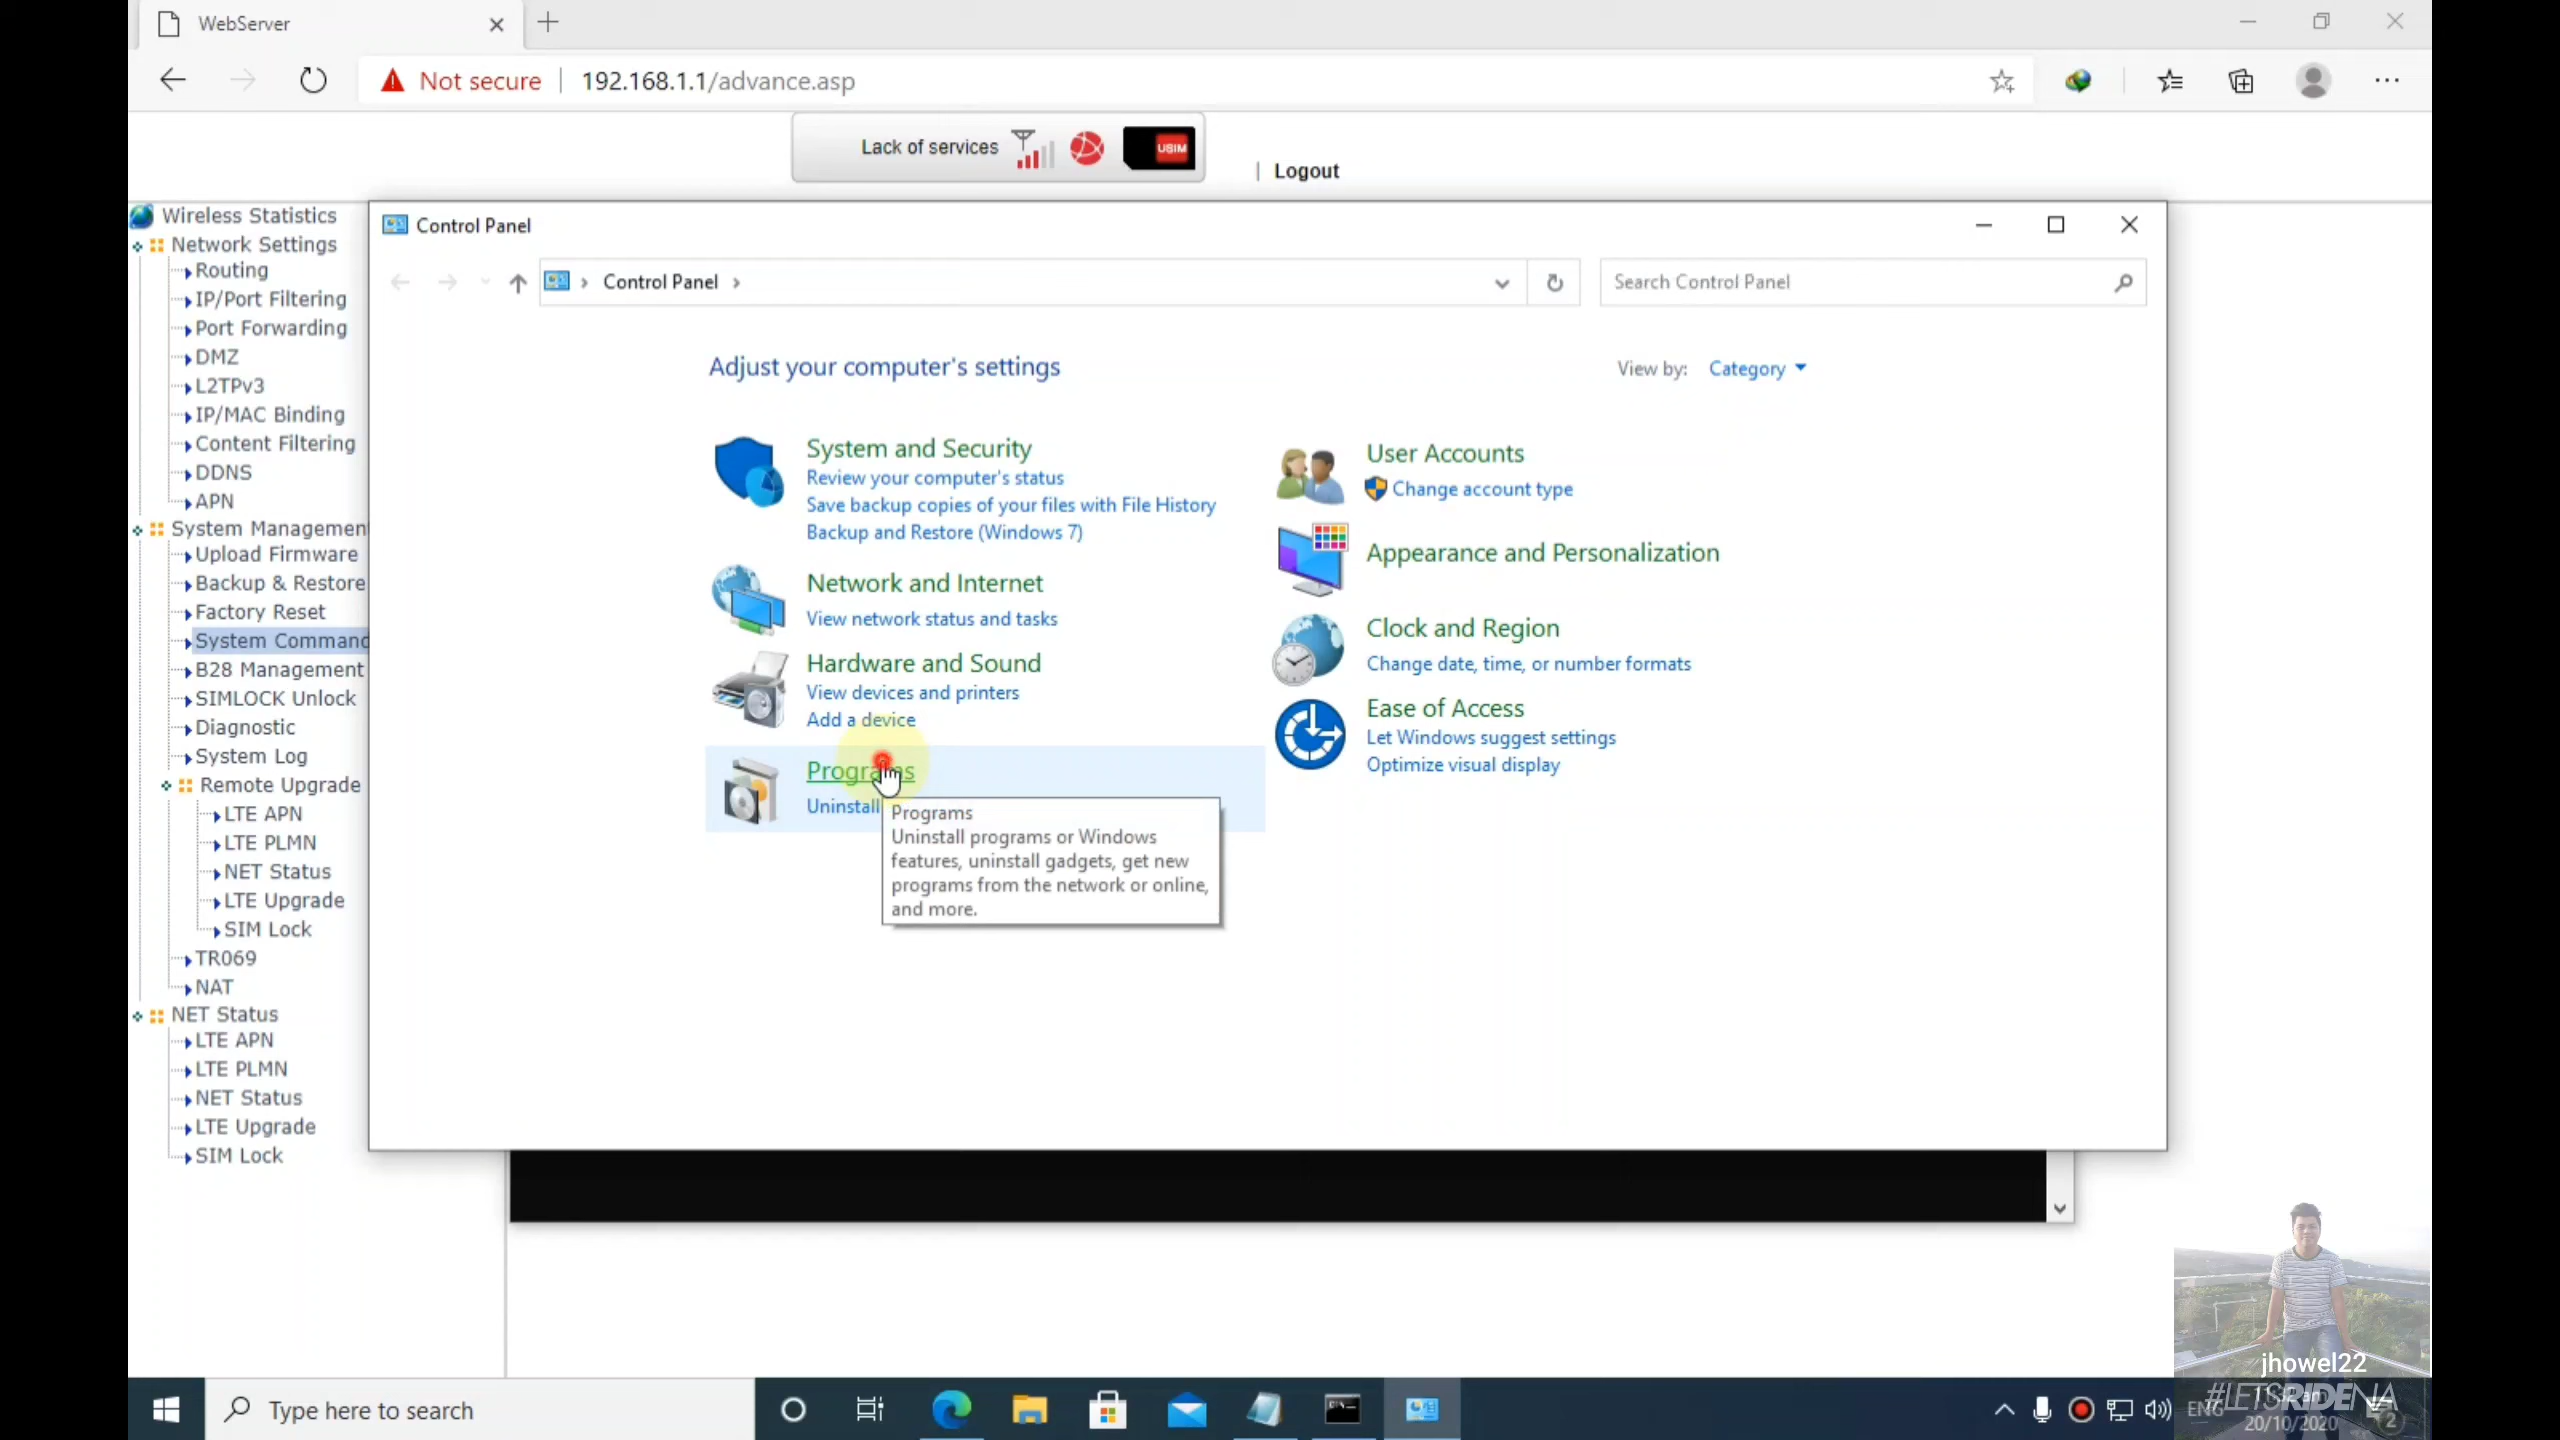 WebServer
Not secure
192.168.1.1/advance.asp
Lack of services
USIM
| Logout
Wireless Statistics
Network Settings
Routing
IP/Port Filtering
Port Forwarding
DMZ
L2TPv3
IP/MAC Binding
Content Filtering
DDNS
APN
System Management
Upload Firmware
Backup & Restore
Factory Reset
System Command
B28 Management
SIMLOCK Unlock
Diagnostic
System Log
Remote Upgrade
LTE APN
LTE PLMN
NET Status
LTE Upgrade
SIM Lock
TR069
NAT
NET Status
LTE APN
LTE PLMN
NET Status
LTE Upgrade
SIM Lock
Control Panel
Control Panel
Search Control Panel
Adjust your computer's settings
View by: Category
System and Security
Review your computer's status
Save backup copies of your files with File History
Backup and Restore (Windows 7)
Network and Internet
View network status and tasks
Hardware and Sound
View devices and printers
Add a device
Programs
Uninstall
Programs
Uninstall programs or Windows
features, uninstall gadgets, get new
programs from the network or online,
and more.
User Accounts
Change account type
Appearance and Personalization
Clock and Region
Change date, time, or number formats
Ease of Access
Let Windows suggest settings
Optimize visual display
jhowel22
#LETSRIDENA
Type here to search
ENG
20/10/2020
2